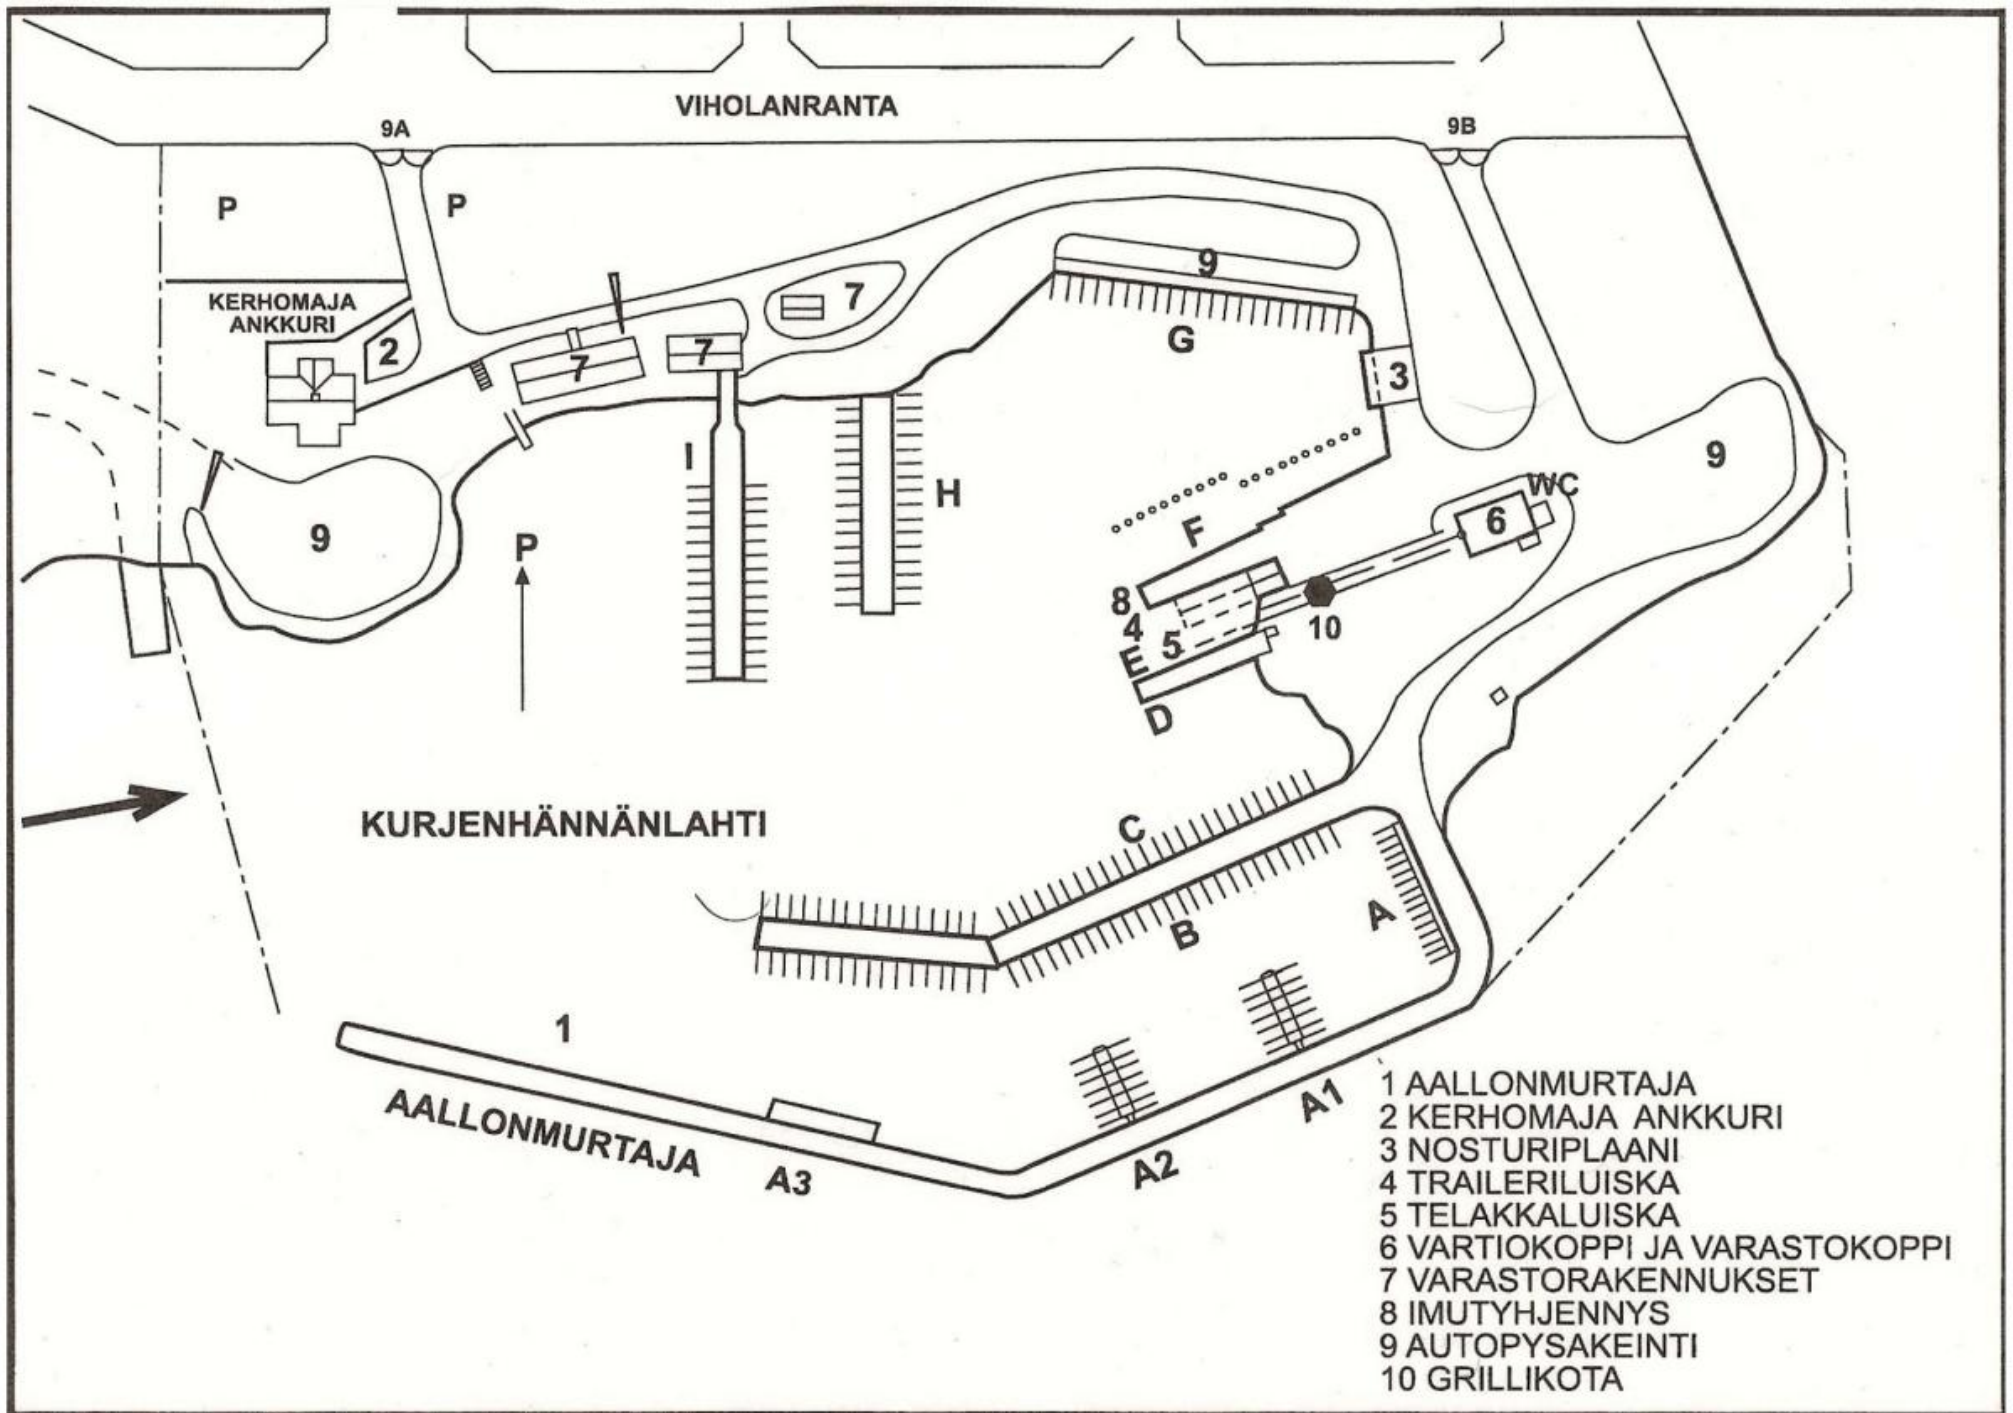 VIHOLANRANTA
9A
9B
P
P
9
KERHOMAJA
ANKKURI
7
2
7
7
G
3
I
H
9
WC
9
P
F
6
8
4
E
5
10
D
KURJENHÄNNÄNLAHTI
C
B
A
1
AALLONMURTAJA
A3
A2
A1
1 AALLONMURTAJA
2 KERHOMAJA ANKKURI
3 NOSTURIPLAANI
4 TRAILERILUISKA
5 TELAKKALUISKA
6 VARTIOKOPPI JA VARASTOKOPPI
7 VARASTORAKENNUKSET
8 IMUTYHJENNYS
9 AUTOPYSAKEINTI
10 GRILLIKOTA